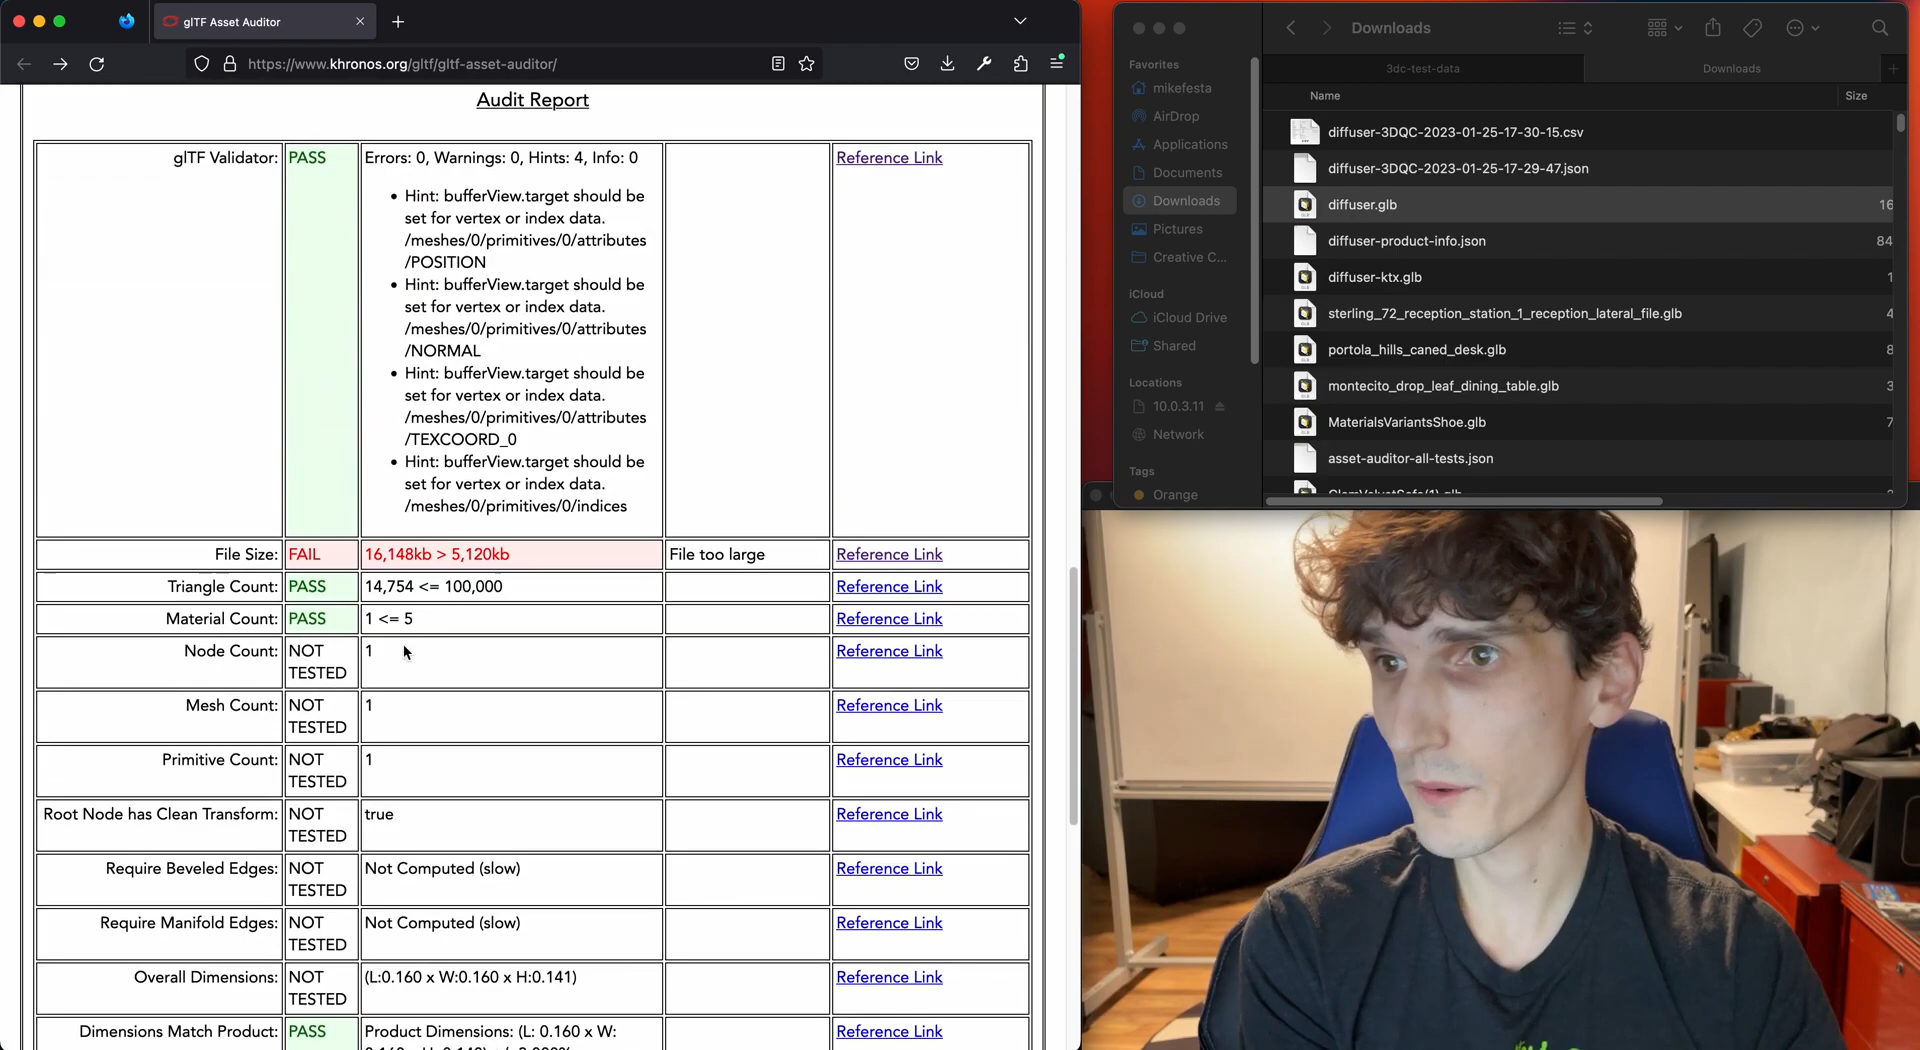 glTF Asset Auditor
https://www.khronos.org/gltf/gltf-asset-auditor/
Audit Report
glTF Validator: PASS Errors: 0, Warnings: 0, Hints: 4, Info: 0 Reference Link
• Hint: bufferView.target should be
set for vertex or index data.
/meshes/0/primitives/0/attributes
/POSITION
• Hint: bufferView.target should be
set for vertex or index data.
/meshes/0/primitives/0/attributes
/NORMAL
• Hint: bufferView.target should be
set for vertex or index data.
/meshes/0/primitives/0/attributes
/TEXCOORD_0
• Hint: bufferView.target should be
set for vertex or index data.
/meshes/0/primitives/0/indices
File Size: FAIL 16,148kb > 5,120kb File too large Reference Link
Triangle Count: PASS 14,754 <= 100,000 Reference Link
Material Count: PASS 1 <= 5 Reference Link
Node Count: NOT 1 Reference Link
TESTED
Mesh Count: NOT 1 Reference Link
TESTED
Primitive Count: NOT 1 Reference Link
TESTED
Root Node has Clean Transform: NOT true Reference Link
TESTED
Require Beveled Edges: NOT Not Computed (slow) Reference Link
TESTED
Require Manifold Edges: NOT Not Computed (slow) Reference Link
TESTED
Overall Dimensions: NOT (L:0.160 x W:0.160 x H:0.141) Reference Link
TESTED
Dimensions Match Product: PASS Product Dimensions: (L: 0.160 x W: Reference Link
Downloads
3dc-test-data
Downloads
Name Size
Favorites
mikefesta
AirDrop
Applications
Documents
Downloads
Pictures
Creative C...
iCloud
iCloud Drive
Shared
Locations
10.0.3.11
Network
Tags
Orange
diffuser-3DQC-2023-01-25-17-30-15.csv
diffuser-3DQC-2023-01-25-17-29-47.json
diffuser.glb 16
diffuser-product-info.json 84
diffuser-ktx.glb 1
sterling_72_reception_station_1_reception_lateral_file.glb 4
portola_hills_caned_desk.glb 8
montecito_drop_leaf_dining_table.glb 3
MaterialsVariantsShoe.glb 7
asset-auditor-all-tests.json